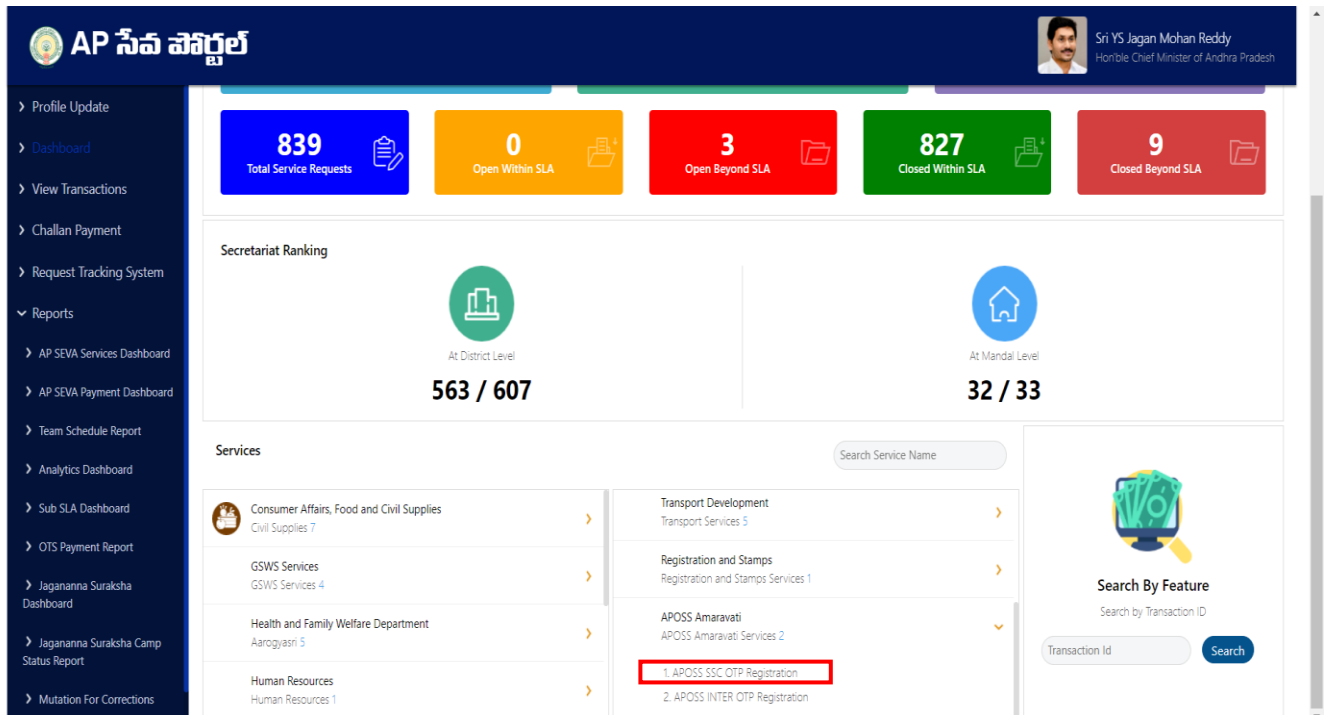 AP సేవ పోర్టల్
Sri YS Jagan Mohan Reddy
Hon'ble Chief Minister of Andhra Pradesh
Profile Update
Dashboard
View Transactions
Challan Payment
Request Tracking System
Reports
AP SEVA Services Dashboard
AP SEVA Payment Dashboard
Team Schedule Report
Analytics Dashboard
Sub SLA Dashboard
OTS Payment Report
Jagananna Suraksha
Dashboard
Jagananna Suraksha Camp
Status Report
Mutation For Corrections
839
Total Service Requests
0
Open Within SLA
3
Open Beyond SLA
827
Closed Within SLA
9
Closed Beyond SLA
Secretariat Ranking
At District Level
563 / 607
At Mandal Level
32 / 33
Services
Search Service Name
Consumer Affairs, Food and Civil Supplies
Civil Supplies 7
GSWS Services
GSWS Services 4
Health and Family Welfare Department
Aarogyasri 5
Human Resources
Human Resources 1
Transport Development
Transport Services 5
Registration and Stamps
Registration and Stamps Services 1
APOSS Amaravati
APOSS Amaravati Services 2
1. APOSS SSC OTP Registration
2. APOSS INTER OTP Registration
Search By Feature
Search by Transaction ID
Transaction Id
Search